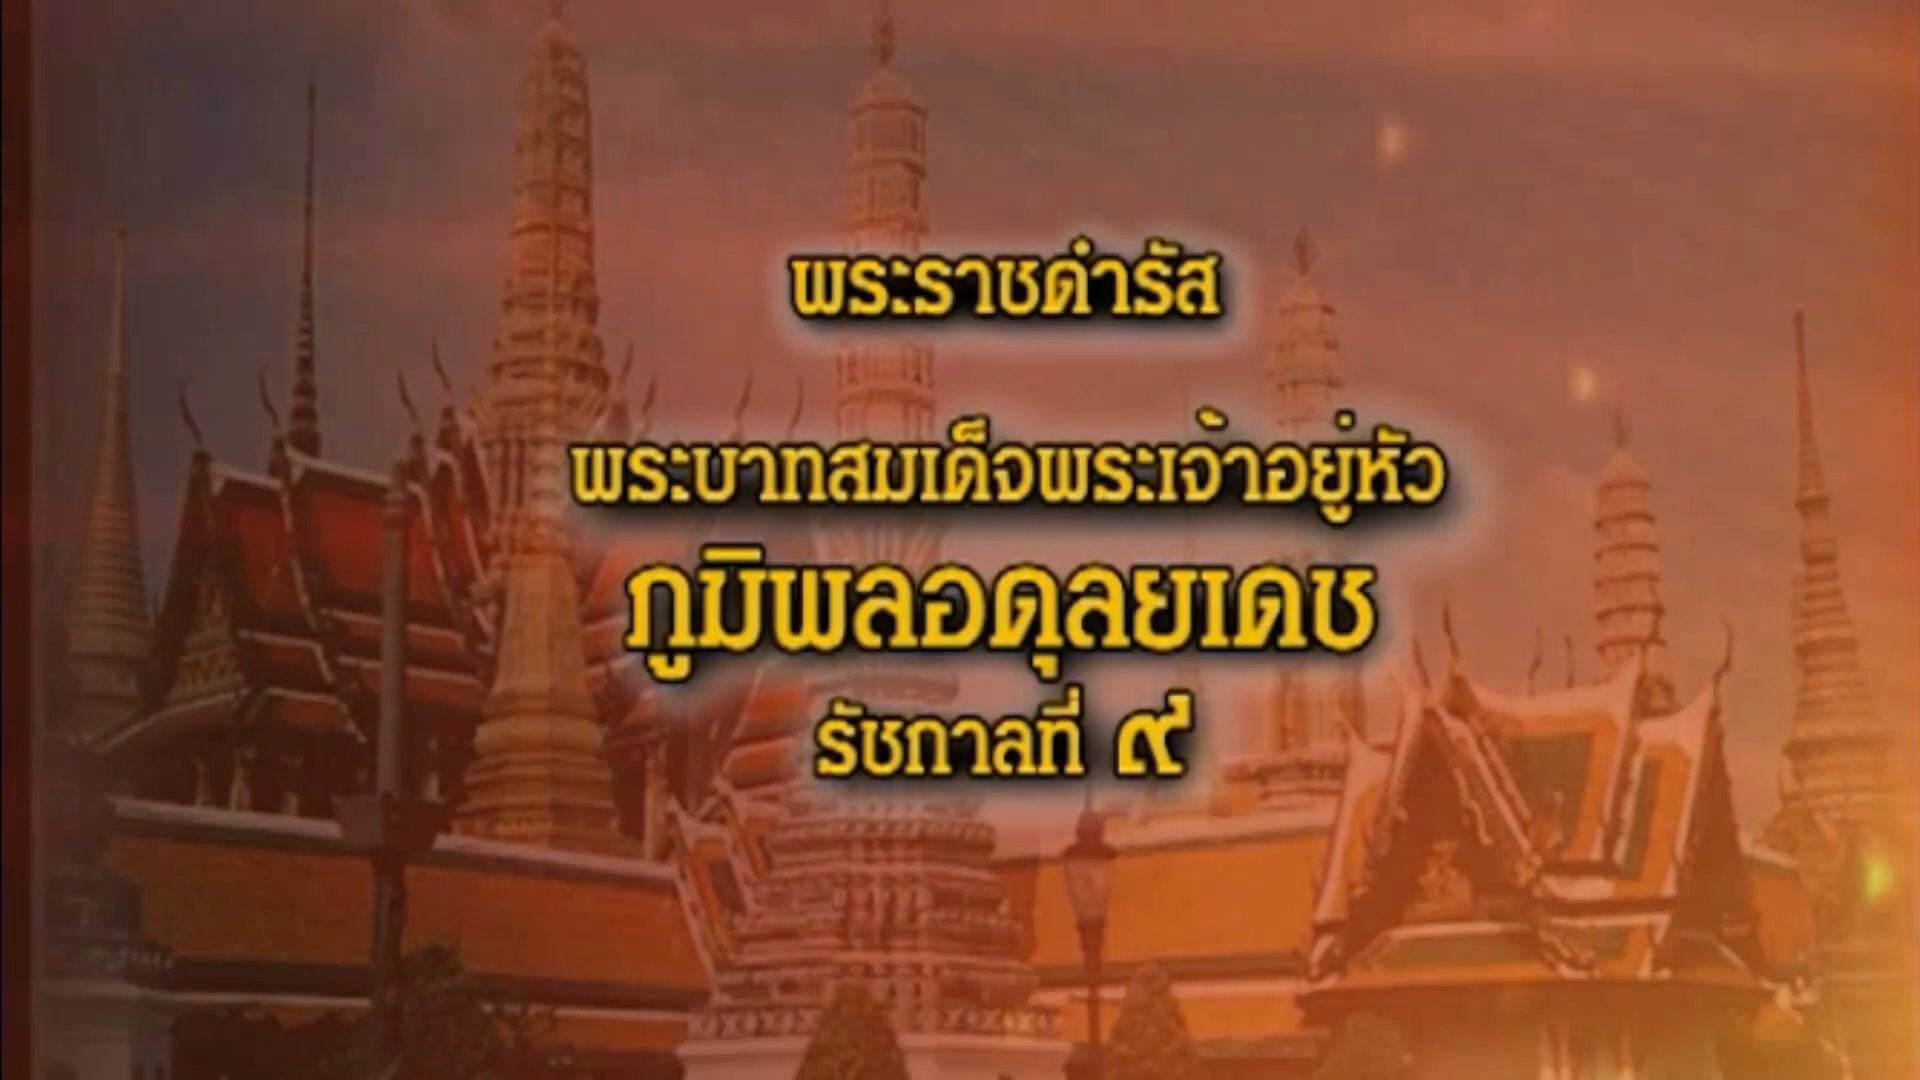 พระราชดำรัส
พระบาทสมเด็จพระเจ้าอยู่หัว
ภูมิพลอดุลยเดช
รัชกาลที่ ๙